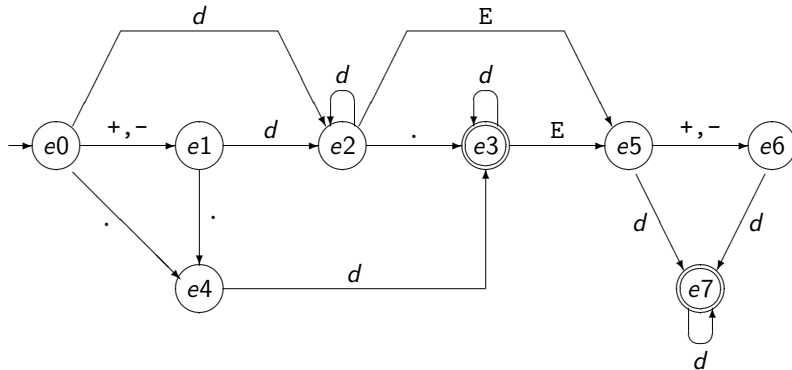 d E
d d
e0 +,- e1 d e2 . e3 E e5 +,- e6
. . d d
e4 d e7
d